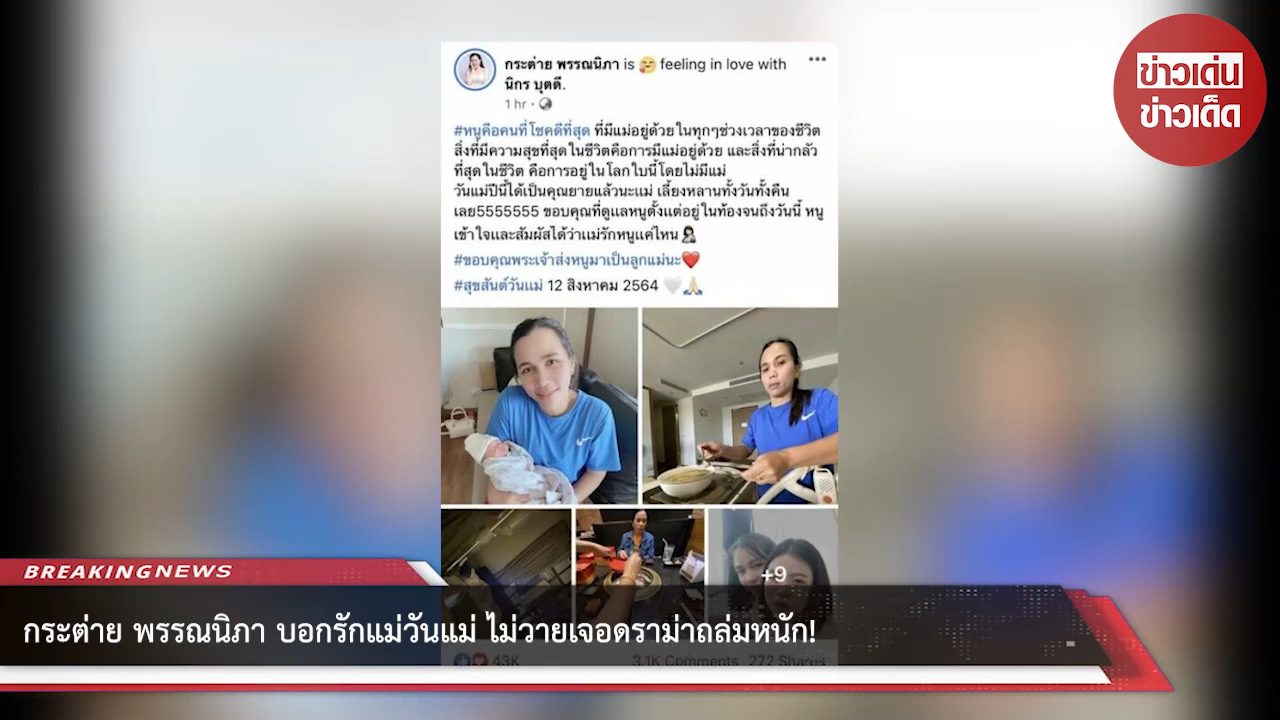 กระต่าย พรรณนิภา is feeling in love with
นิกร บุตดี.
1 hr ·
ข่าวเด่น
ข่าวเด็ด
#หนูคือคนที่โชคดีที่สุด ที่มีแม่อยู่ด้วยในทุกๆช่วงเวลาของชีวิต
สิ่งที่มีความสุขที่สุดในชีวิตคือการมีแม่อยู่ด้วย และสิ่งที่น่ากลัว
ที่สุดในชีวิต คือการอยู่ในโลกใบนี้โดยไม่มีแม่
วันแม่ปีนี้ได้เป็นคุณยายแล้วนะแม่ เลี้ยงหลานทั้งวันทั้งคืน
เลย5555555 ขอบคุณที่ดูแลหนูตั้งแต่อยู่ในท้องจนถึงวันนี้ หนู
เข้าใจและสัมผัสได้ว่าแม่รักหนูแค่ไหน
#ขอบคุณพระเจ้าส่งหนูมาเป็นลูกแม่นะ
#สุขสันต์วันแม่ 12 สิงหาคม 2564
+9
BREAKINGNEWS
กระต่าย พรรณนิภา บอกรักแม่วันแม่ ไม่วายเจอดราม่าถล่มหนัก!
43K 3.1K Comments 272 Shares